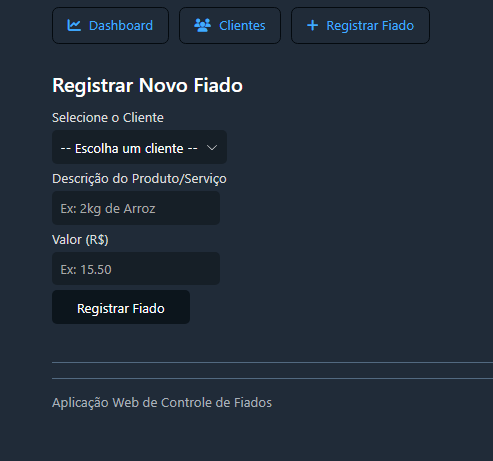 Dashboard Clientes Registrar Fiado
Registrar Novo Fiado
Selecione o Cliente
-- Escolha um cliente --
Descrição do Produto/Serviço
Ex: 2kg de Arroz
Valor (R$)
Ex: 15.50
Registrar Fiado
Aplicação Web de Controle de Fiados